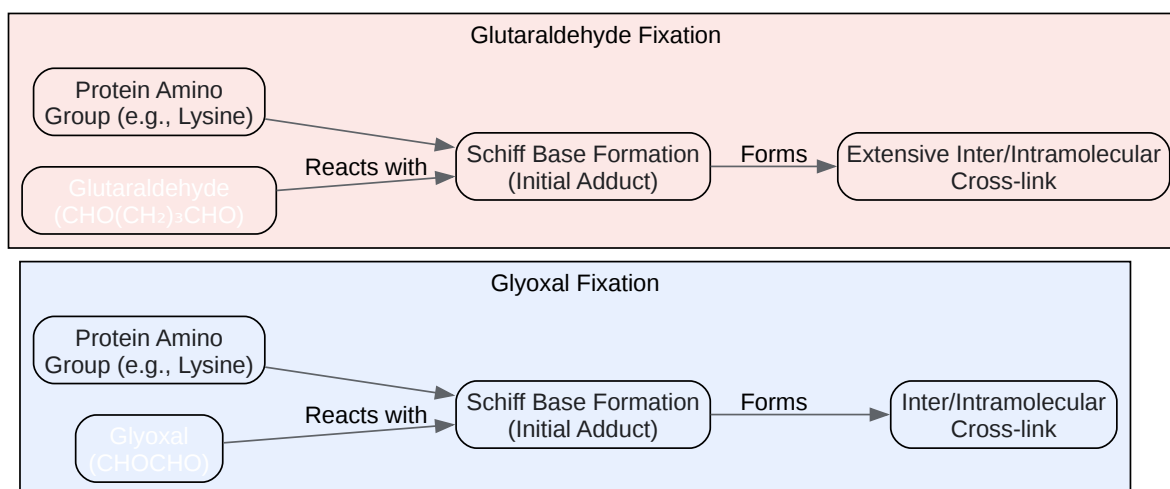 Glutaraldehyde Fixation
Protein Amino
Group (e.g., Lysine)
Glutaraldehyde
(CHO(CH₂)₃CHO)
Reacts with
Schiff Base Formation
(Initial Adduct)
Forms
Extensive Inter/Intramolecular
Cross-link
Glyoxal Fixation
Protein Amino
Group (e.g., Lysine)
Glyoxal
(CHOCHO)
Reacts with
Schiff Base Formation
(Initial Adduct)
Forms
Inter/Intramolecular
Cross-link